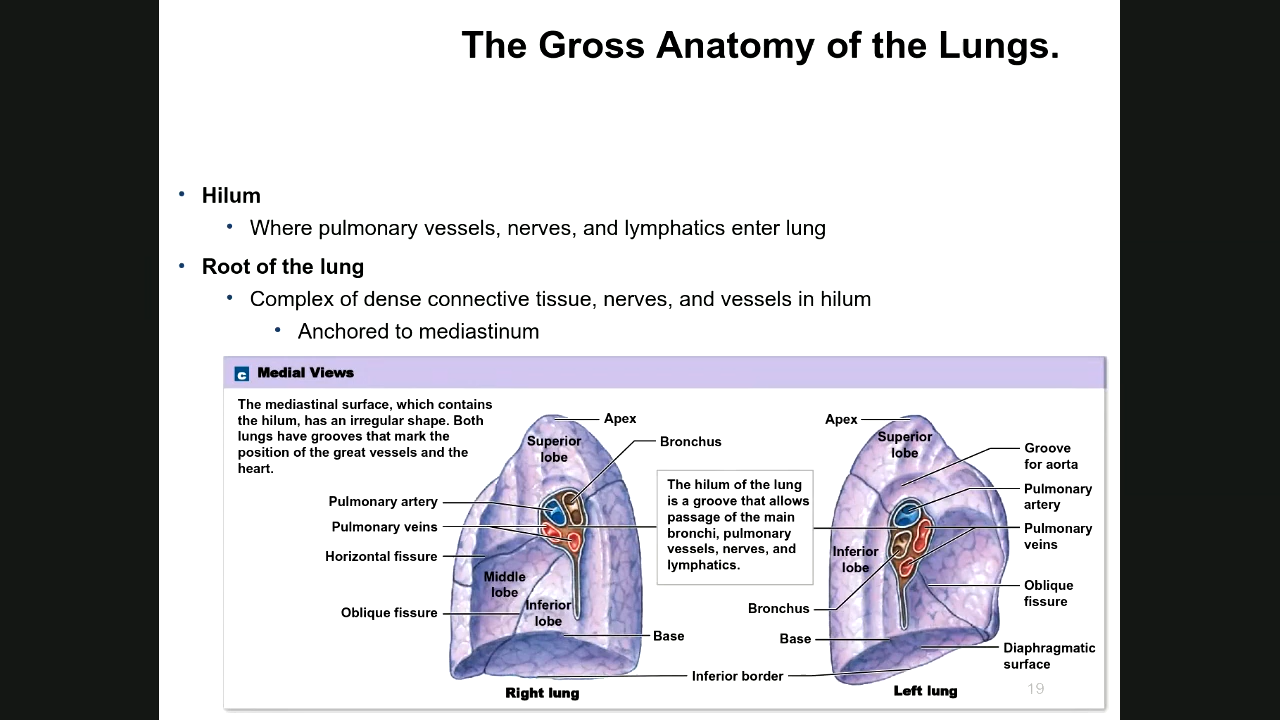 The Gross Anatomy of the Lungs.
• Hilum
• Where pulmonary vessels, nerves, and lymphatics enter lung
• Root of the lung
• Complex of dense connective tissue, nerves, and vessels in hilum
• Anchored to mediastinum
c Medial Views
The mediastinal surface, which contains
the hilum, has an irregular shape. Both
lungs have grooves that mark the
position of the great vessels and the
heart.
Apex
Superior
lobe
Bronchus
Pulmonary artery
Pulmonary veins
Horizontal fissure
Middle
lobe
Oblique fissure
Inferior
lobe
Base
Right lung
The hilum of the lung
is a groove that allows
passage of the main
bronchi, pulmonary
vessels, nerves, and
lymphatics.
Inferior border
Apex
Superior
lobe
Groove
for aorta
Pulmonary
artery
Pulmonary
veins
Inferior
lobe
Oblique
fissure
Bronchus
Base
Diaphragmatic
surface
Left lung
19